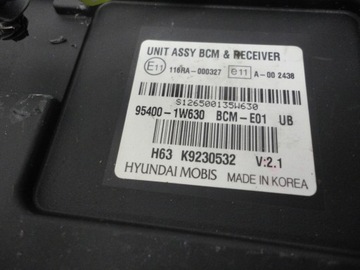 UNIT ASSY BCM & RECEIVER
E11 116RA-000327 e11 A-00 2438
S126500135W630
95400-1W630 BCM-E01 UB
H63 K9230532 V:2.1
HYUNDAI MOBIS MADE IN KOREA